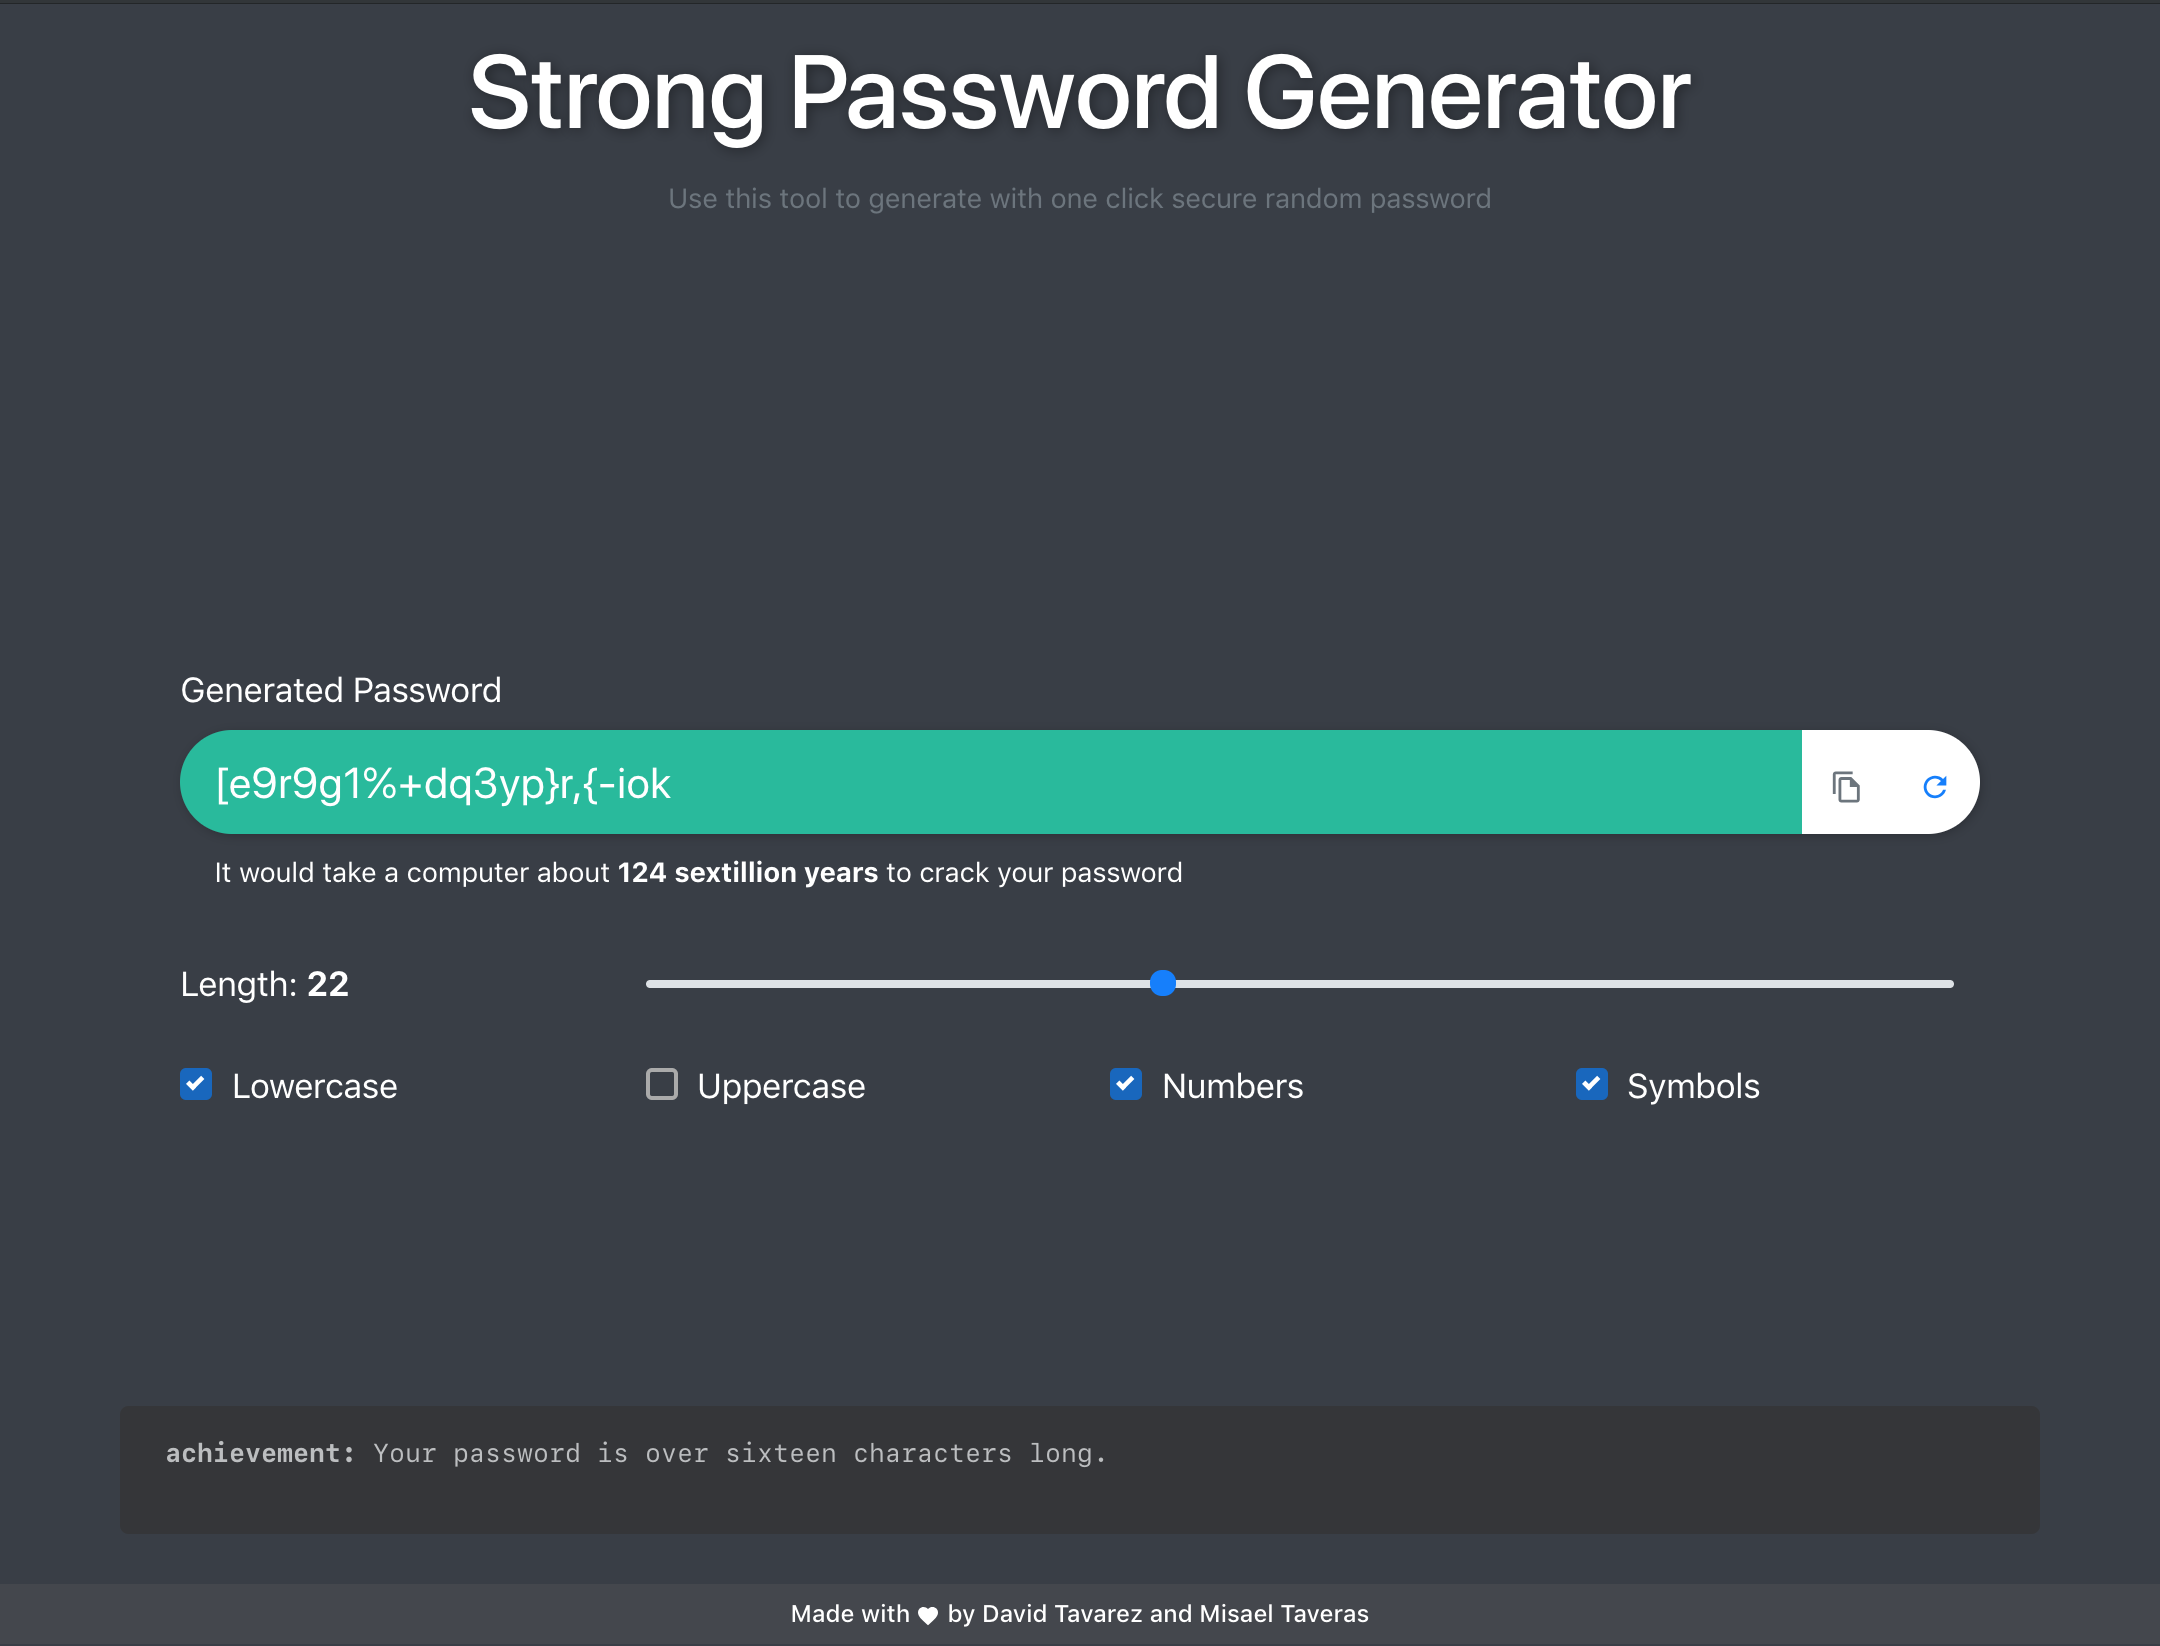 Strong Password Generator
Use this tool to generate with one click secure random password
Generated Password
[e9r9g1%+dq3yp}r,{-iok
It would take a computer about 124 sextillion years to crack your password
Length: 22
Lowercase Uppercase Numbers Symbols
achievement: Your password is over sixteen characters long.
Made with ♥ by David Tavarez and Misael Taveras